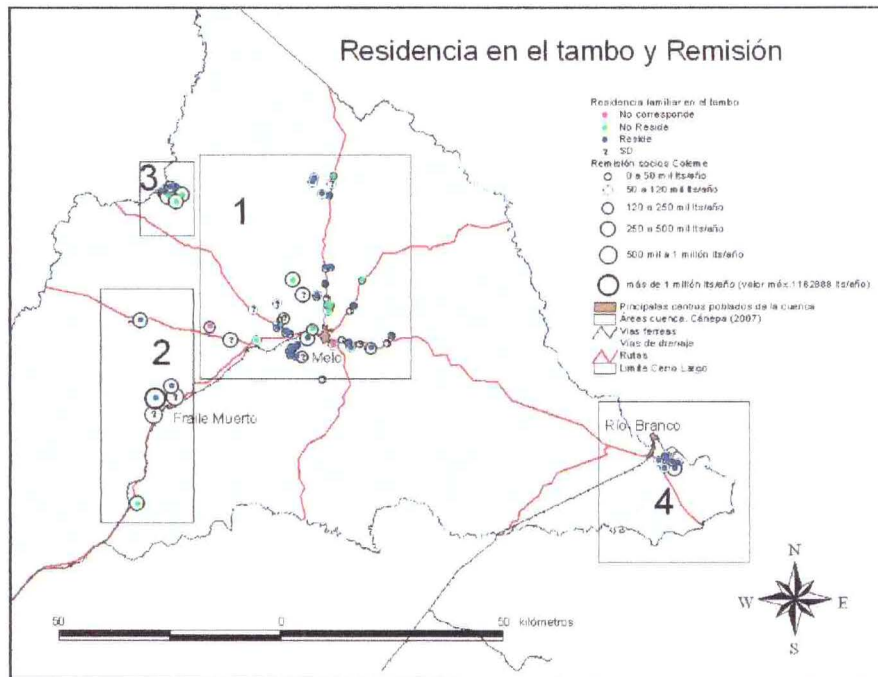 Residencia en el tambo y Remisión
Residencia familiar en el tambo
No corresponde
No Reside
Reside
? SD
Remisión socios Coleme
0 a 50 mil lts/año
50 a 120 mil lts/año
120 a 250 mil lts/año
250 a 500 mil lts/año
500 mil a 1 millón lts/año
más de 1 millón lts/año (valor máx 1162988 lts/año)
Principales centros poblados de la cuenca
Áreas cuenca, Cánepa (2007)
Vías ferreas
Vías de drenaje
Rutas
Límite Cerro Largo
3
1
2
Melo
Fraile Muerto
Río Branco
4
N
W E
S
50 0 50 kilómetros